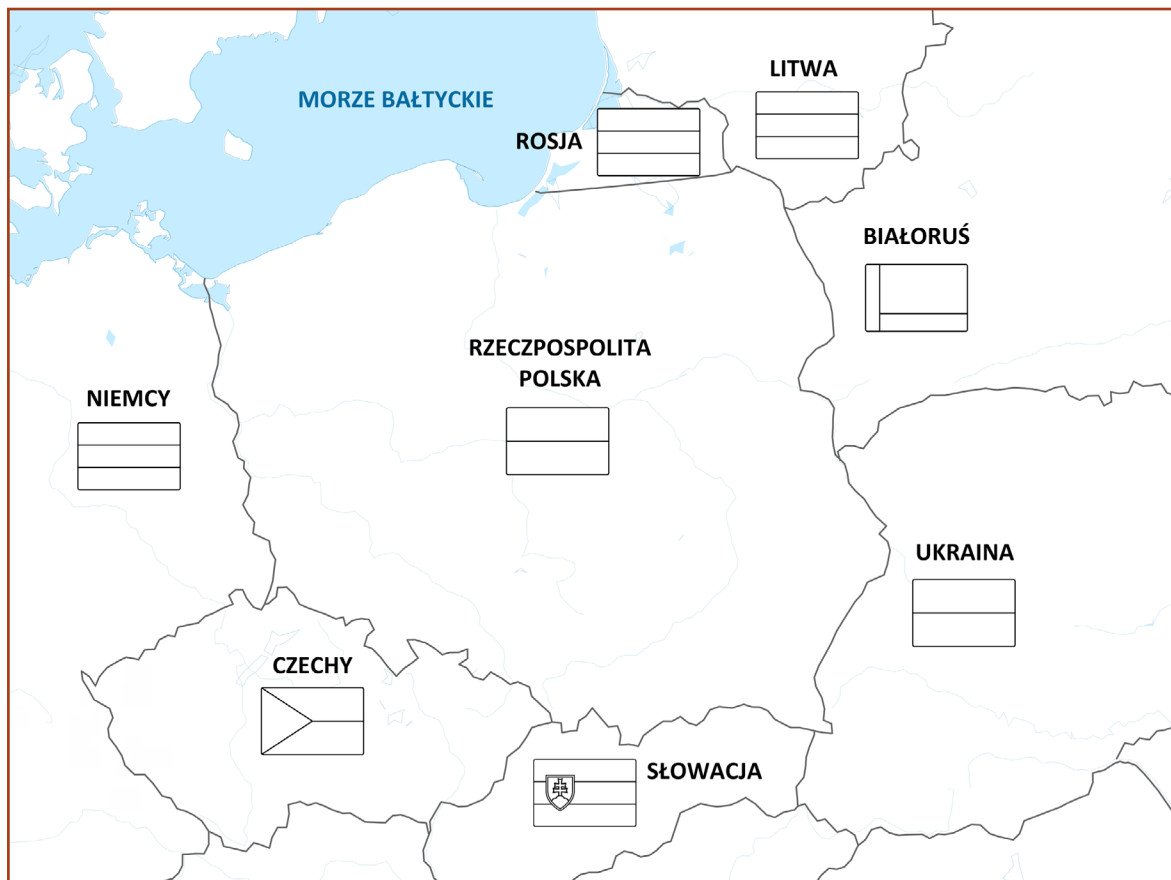 LITWA
MORZE BAŁTYCKIE
ROSJA
BIAŁORUŚ
RZECZPOSPOLITA
POLSKA
NIEMCY
UKRAINA
CZECHY
SŁOWACJA